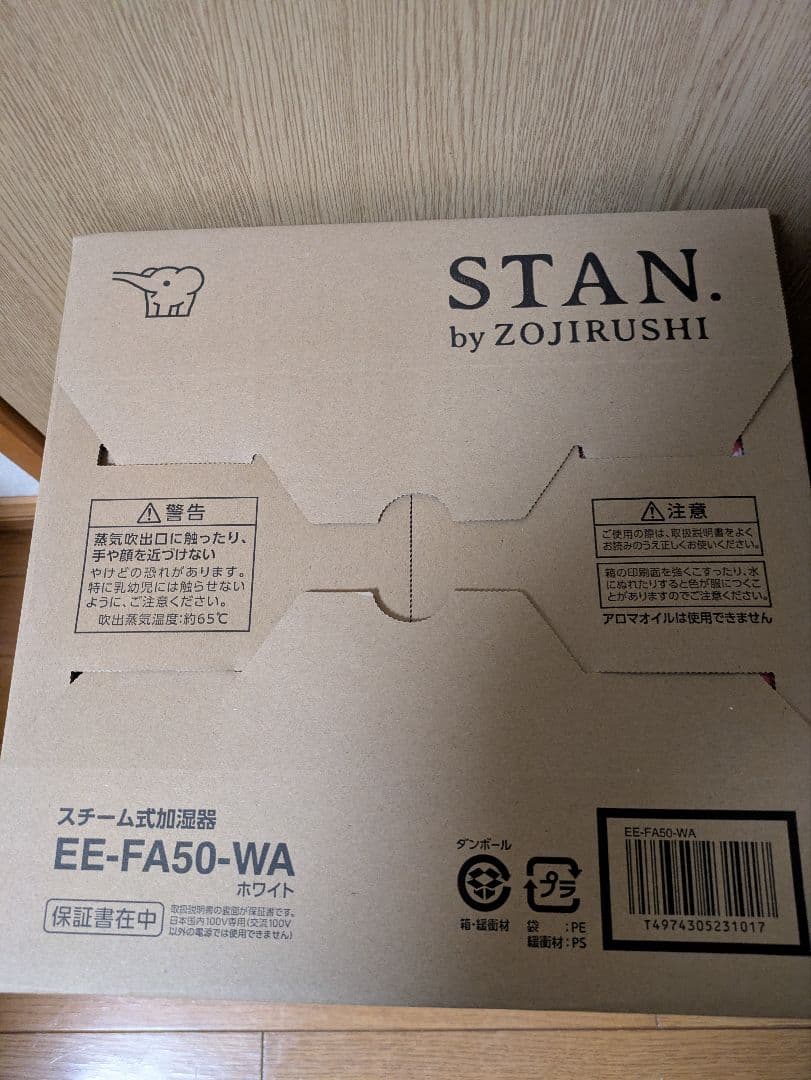 STAN.
by ZOJIRUSHI
警告
蒸気吹出口に触ったり、
手や顔を近づけない
やけどの恐れがあります。
特に乳幼児には触らせない
ように、ご注意ください。
吹出蒸気温度:約65℃
注意
ご使用の際は、取扱説明書をよく
お読みのうえ正しくお使いください。
箱の印刷面を強くこすったり、水
にぬれたりすると色が服につくこ
とがありますのでご注意ください。
アロマオイルは使用できません
スチーム式加湿器
EE-FA50-WA
ホワイト
保証書在中
取扱説明書の裏面が保証書です。
日本国内100V専用(交流100V
以外の電源では使用できません)
ダンボール
箱・緩衝材
プラ
袋 :PE
緩衝材:PS
EE-FA50-WA
T4974305231017